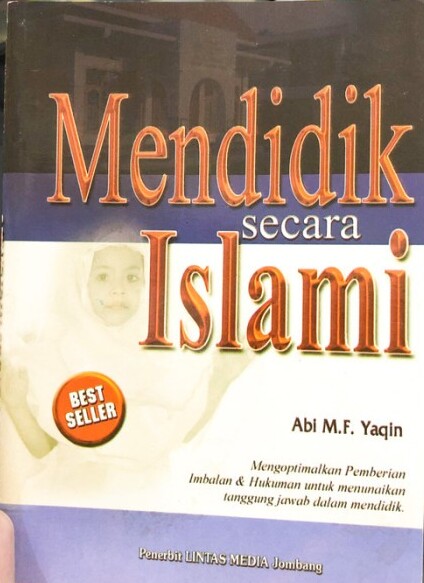 Mendidik
secara
Islami
BEST
SELLER
Abi M.F. Yaqin
Mengoptimalkan Pemberian
Imbalan & Hukuman untuk menunaikan
tanggung jawab dalam mendidik.
Penerbit LINTAS MEDIA Jombang